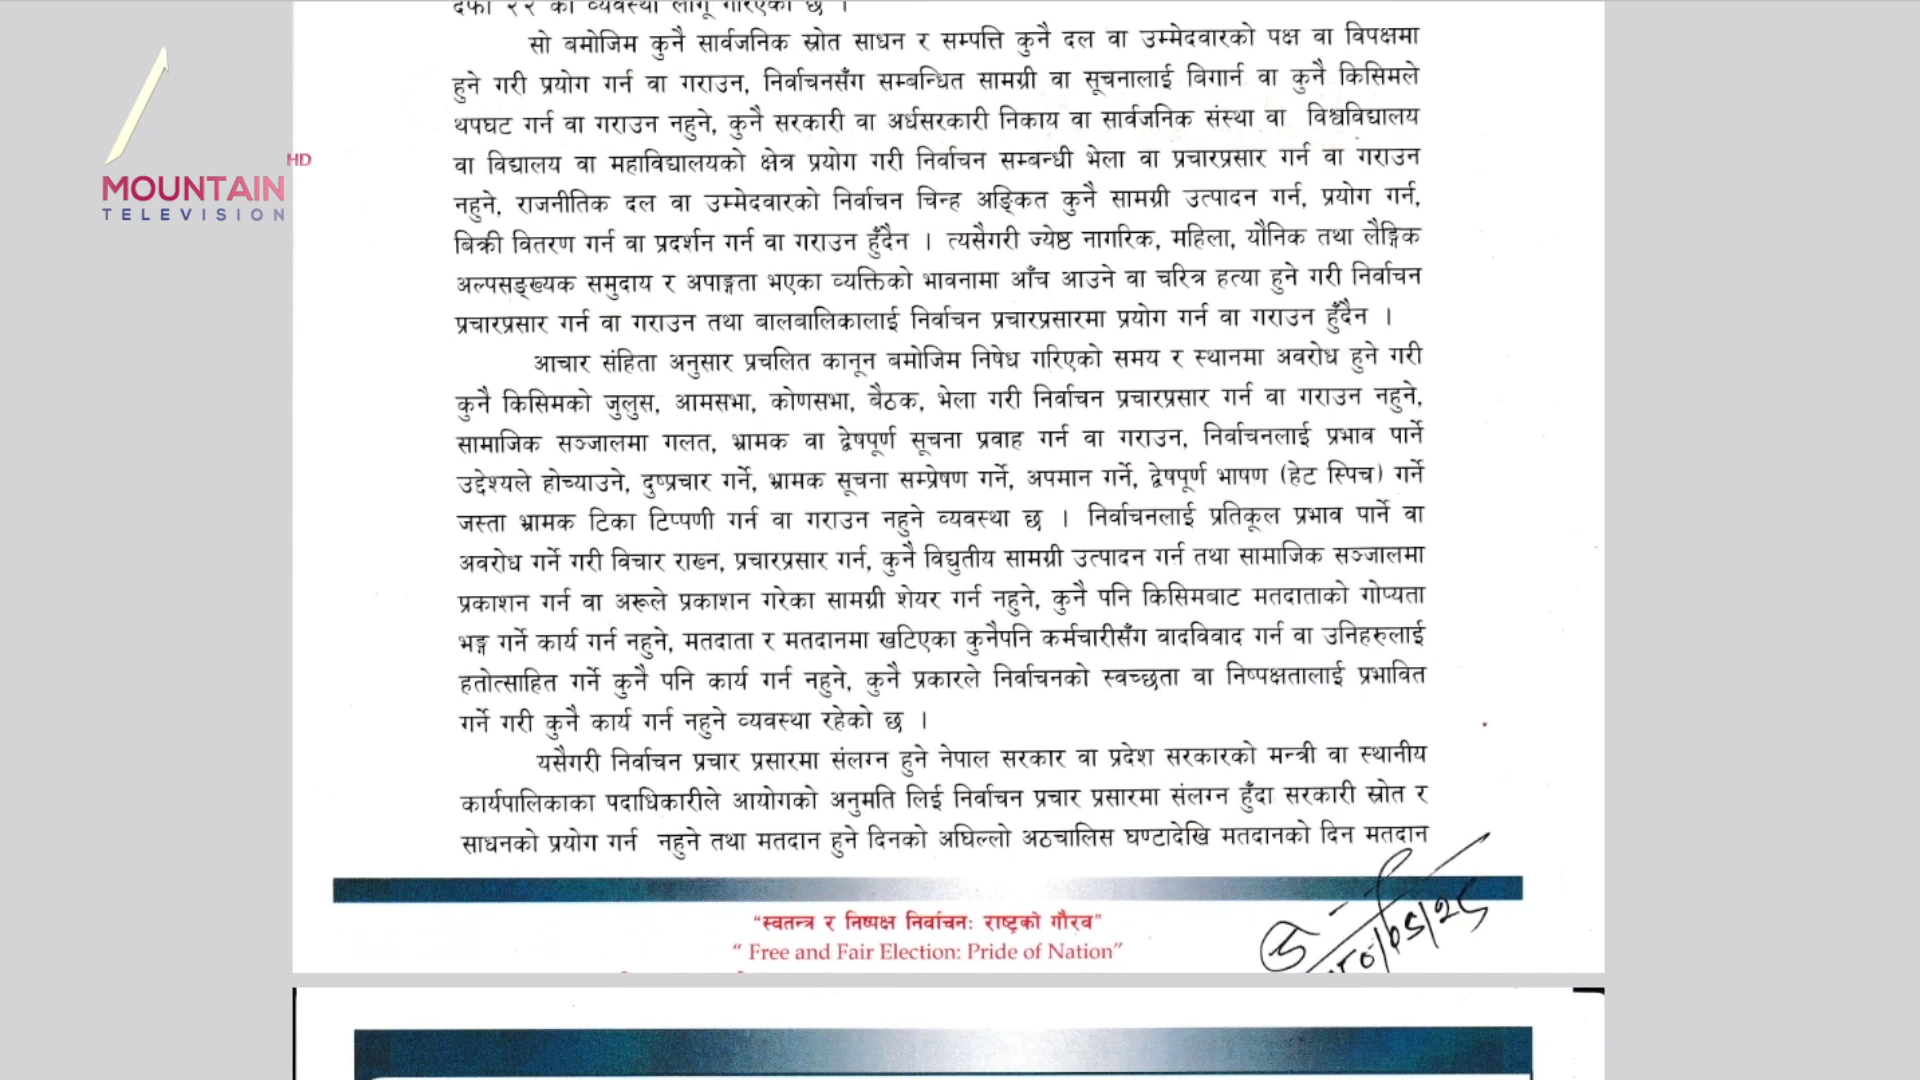 दफा २२ को व्यवस्था लागू गरिएको छ ।
सो बमोजिम कुनै सार्वजनिक स्रोत साधन र सम्पत्ति कुनै दल वा उम्मेदवारको पक्ष वा विपक्षमा
हुने गरी प्रयोग गर्न वा गराउन, निर्वाचनसँग सम्बन्धित सामग्री वा सूचनालाई बिगार्न वा कुनै किसिमले
थपघट गर्न वा गराउन नहुने, कुनै सरकारी वा अर्धसरकारी निकाय वा सार्वजनिक संस्था वा विश्वविद्यालय
वा विद्यालय वा महाविद्यालयको क्षेत्र प्रयोग गरी निर्वाचन सम्बन्धी भेला वा प्रचारप्रसार गर्न वा गराउन
नहुने, राजनीतिक दल वा उम्मेदवारको निर्वाचन चिन्ह अङ्कित कुनै सामग्री उत्पादन गर्न, प्रयोग गर्न,
बिक्री वितरण गर्न वा प्रदर्शन गर्न वा गराउन हुँदैन । त्यसैगरी ज्येष्ठ नागरिक, महिला, यौनिक तथा लैङ्गिक
अल्पसङ्ख्यक समुदाय र अपाङ्गता भएका व्यक्तिको भावनामा आँच आउने वा चरित्र हत्या हुने गरी निर्वाचन
प्रचारप्रसार गर्न वा गराउन तथा बालबालिकालाई निर्वाचन प्रचारप्रसारमा प्रयोग गर्न वा गराउन हुँदैन ।
आचार संहिता अनुसार प्रचलित कानून बमोजिम निषेध गरिएको समय र स्थानमा अवरोध हुने गरी
कुनै किसिमको जुलुस, आमसभा, कोणसभा, बैठक, भेला गरी निर्वाचन प्रचारप्रसार गर्न वा गराउन नहुने,
सामाजिक सञ्जालमा गलत, भ्रामक वा द्वेषपूर्ण सूचना प्रवाह गर्न वा गराउन, निर्वाचनलाई प्रभाव पार्ने
उद्देश्यले होच्याउने, दुष्प्रचार गर्ने, भ्रामक सूचना सम्प्रेषण गर्ने, अपमान गर्ने, द्वेषपूर्ण भाषण (हेट स्पिच) गर्ने
जस्ता भ्रामक टिका टिप्पणी गर्न वा गराउन नहुने व्यवस्था छ । निर्वाचनलाई प्रतिकूल प्रभाव पार्ने वा
अवरोध गर्ने गरी विचार राख्न, प्रचारप्रसार गर्न, कुनै विद्युतीय सामग्री उत्पादन गर्न तथा सामाजिक सञ्जालमा
प्रकाशन गर्न वा अरूले प्रकाशन गरेका सामग्री शेयर गर्न नहुने, कुनै पनि किसिमबाट मतदाताको गोप्यता
भङ्ग गर्ने कार्य गर्न नहुने, मतदाता र मतदानमा खटिएका कुनैपनि कर्मचारीसँग वादविवाद गर्न वा उनिहरुलाई
हतोत्साहित गर्ने कुनै पनि कार्य गर्न नहुने, कुनै प्रकारले निर्वाचनको स्वच्छता वा निष्पक्षतालाई प्रभावित
गर्ने गरी कुनै कार्य गर्न नहुने व्यवस्था रहेको छ ।
यसैगरी निर्वाचन प्रचार प्रसारमा संलग्न हुने नेपाल सरकार वा प्रदेश सरकारको मन्त्री वा स्थानीय
कार्यपालिकाका पदाधिकारीले आयोगको अनुमति लिई निर्वाचन प्रचार प्रसारमा संलग्न हुँदा सरकारी स्रोत र
साधनको प्रयोग गर्न नहुने तथा मतदान हुने दिनको अघिल्लो अठचालिस घण्टादेखि मतदानको दिन मतदान
"स्वतन्त्र र निष्पक्ष निर्वाचनः राष्ट्रको गौरव"
" Free and Fair Election: Pride of Nation"
MOUNTAIN HD
TELEVISION